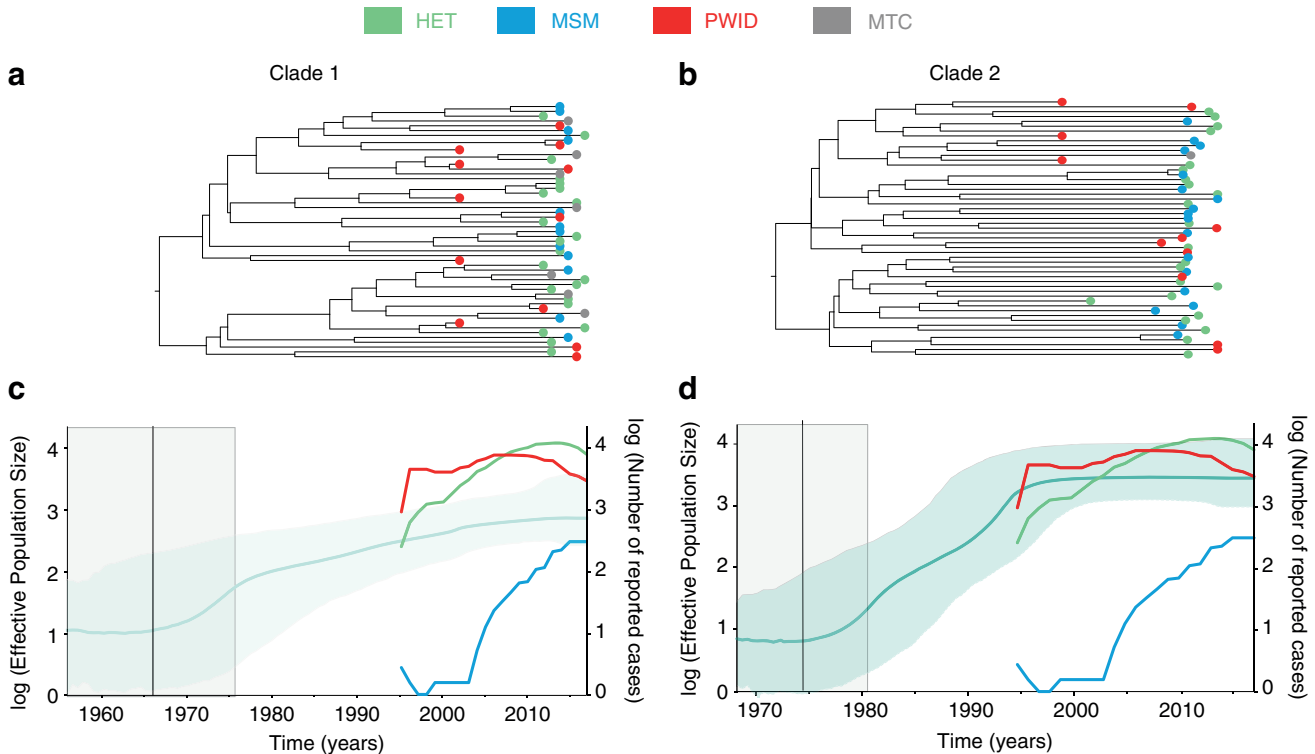 HET MSM PWID MTC
a Clade 1
b Clade 2
c
log (Effective Population Size)
4
3
2
1
0
log (Number of reported cases)
4
3
2
1
0
1960 1970 1980 1990 2000 2010
Time (years)
d
log (Effective Population Size)
4
3
2
1
0
log (Number of reported cases)
4
3
2
1
0
1970 1980 1990 2000 2010
Time (years)